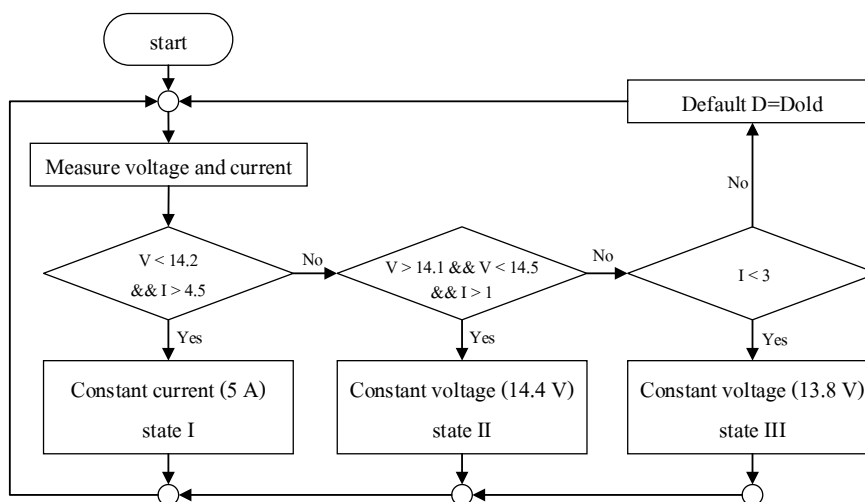 start
Default D=Dold
Measure voltage and current
No
V < 14.2
&& I > 4.5
No
V > 14.1 && V < 14.5
&& I > 1
No
I < 3
Yes
Yes
Yes
Constant current (5 A)
state I
Constant voltage (14.4 V)
state II
Constant voltage (13.8 V)
state III